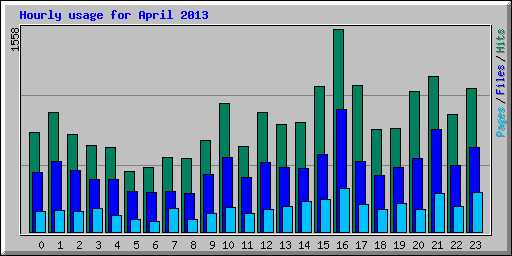 Hourly usage for April 2013
1558
Pages/Files/Hits
0 1 2 3 4 5 6 7 8 9 10 11 12 13 14 15 16 17 18 19 20 21 22 23